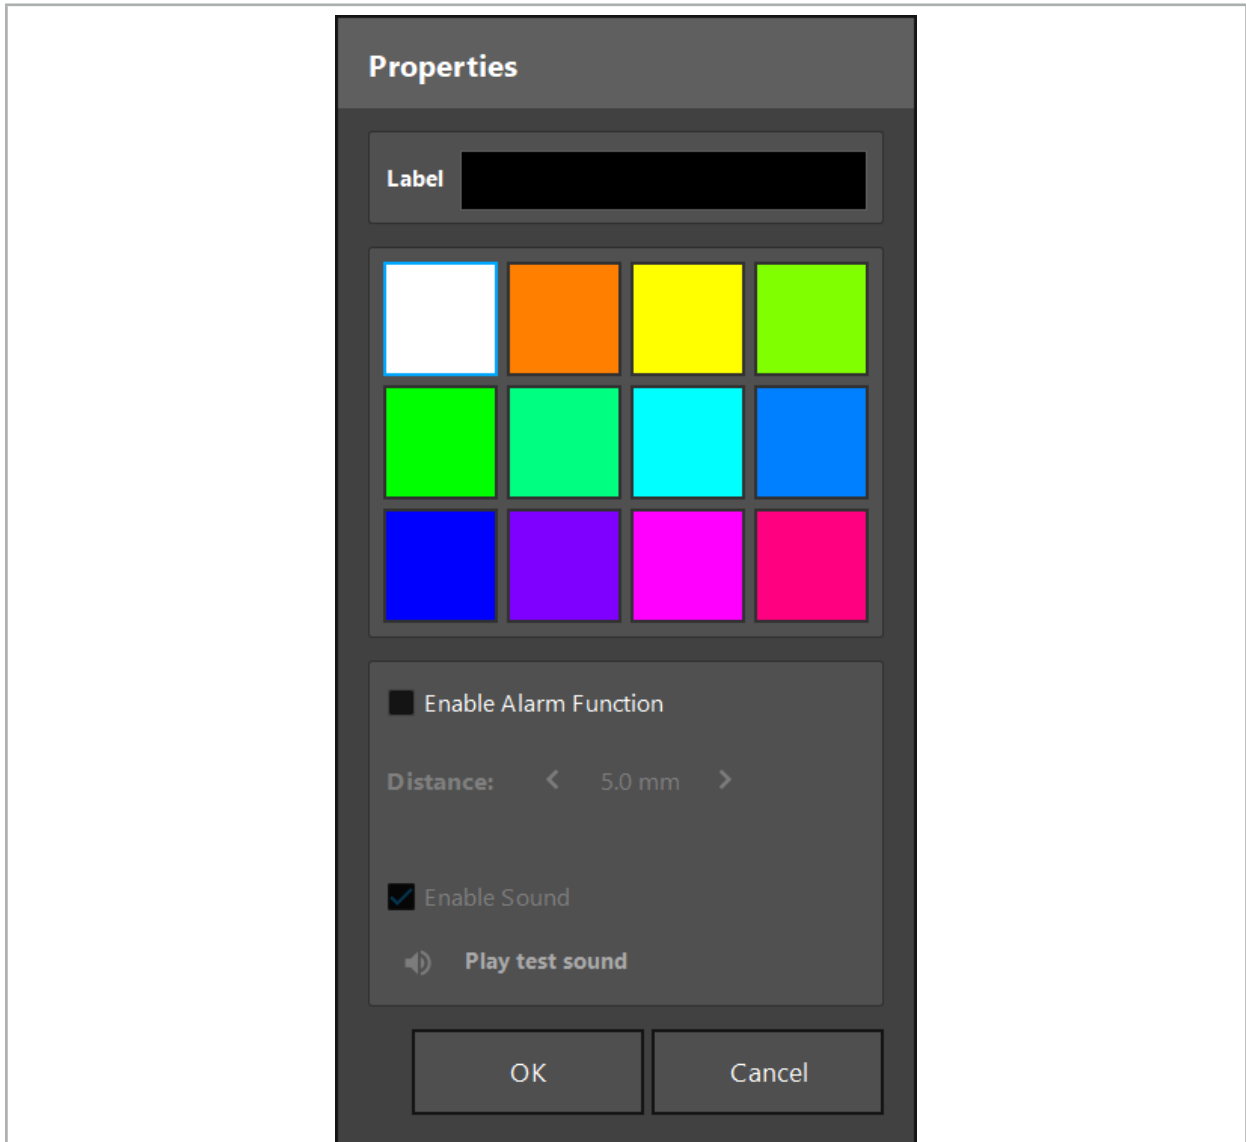 Properties
Label
Enable Alarm Function
Distance: 5.0 mm
Enable Sound
Play test sound
OK Cancel